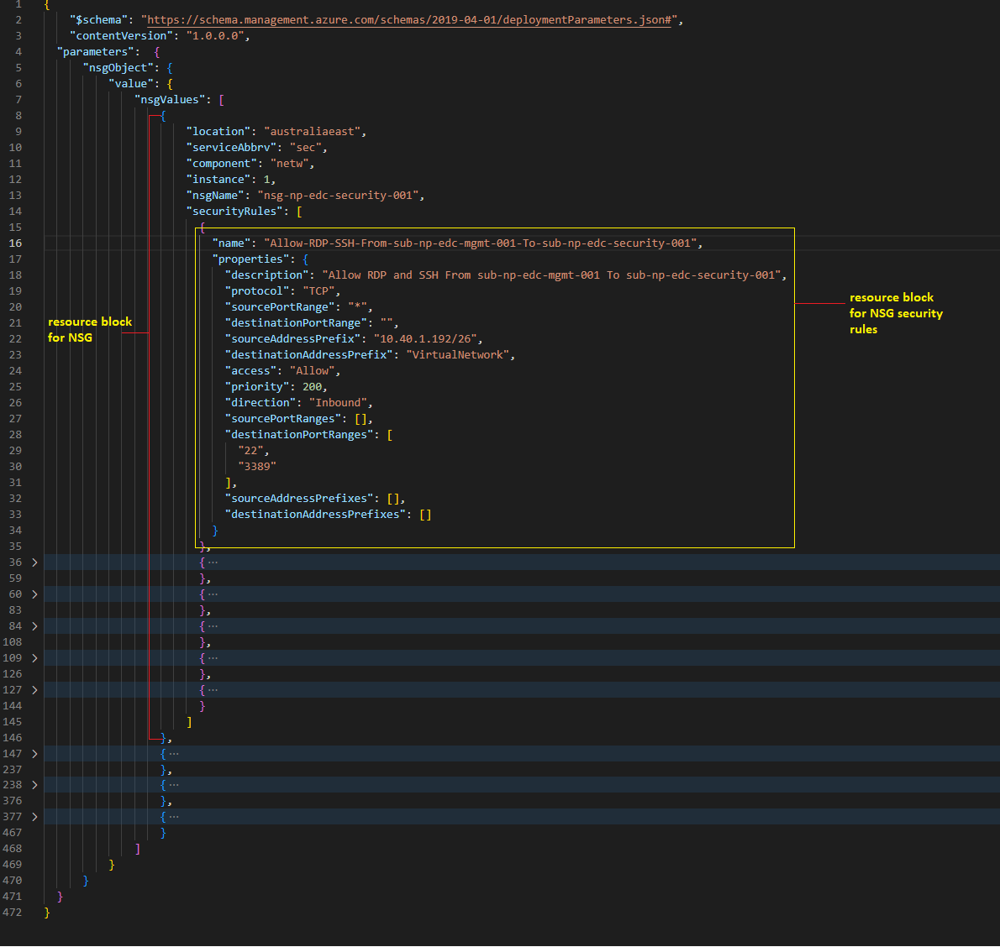 1 {
2 "$schema": "https://schema.management.azure.com/schemas/2019-04-01/deploymentParameters.json#",
3 "contentVersion": "1.0.0.0",
4 "parameters": {
5 "nsgObject": {
6 "value": {
7 "nsgValues": [
8 {
9 "location": "australiaeast",
10 "serviceAbbrv": "sec",
11 "component": "netw",
12 "instance": 1,
13 "nsgName": "nsg-np-edc-security-001",
14 "securityRules": [
15 {
16 "name": "Allow-RDP-SSH-From-sub-np-edc-mgmt-001-To-sub-np-edc-security-001",
17 "properties": {
18 "description": "Allow RDP and SSH From sub-np-edc-mgmt-001 To sub-np-edc-security-001",
19 "protocol": "TCP",
20 "sourcePortRange": "*",
21 "destinationPortRange": "",
22 "sourceAddressPrefix": "10.40.1.192/26",
23 "destinationAddressPrefix": "VirtualNetwork",
24 "access": "Allow",
25 "priority": 200,
26 "direction": "Inbound",
27 "sourcePortRanges": [],
28 "destinationPortRanges": [
29 "22",
30 "3389"
31 ],
32 "sourceAddressPrefixes": [],
33 "destinationAddressPrefixes": []
34 }
35 },
36 > { ...
59 },
60 > { ...
83 },
84 > { ...
108 },
109 > { ...
126 },
127 > { ...
144 }
145 ]
146 },
147 > { ...
237 },
238 > { ...
376 },
377 > { ...
467 }
468 ]
469 }
470 }
471 }
472 }
resource block
for NSG
resource block
for NSG security
rules